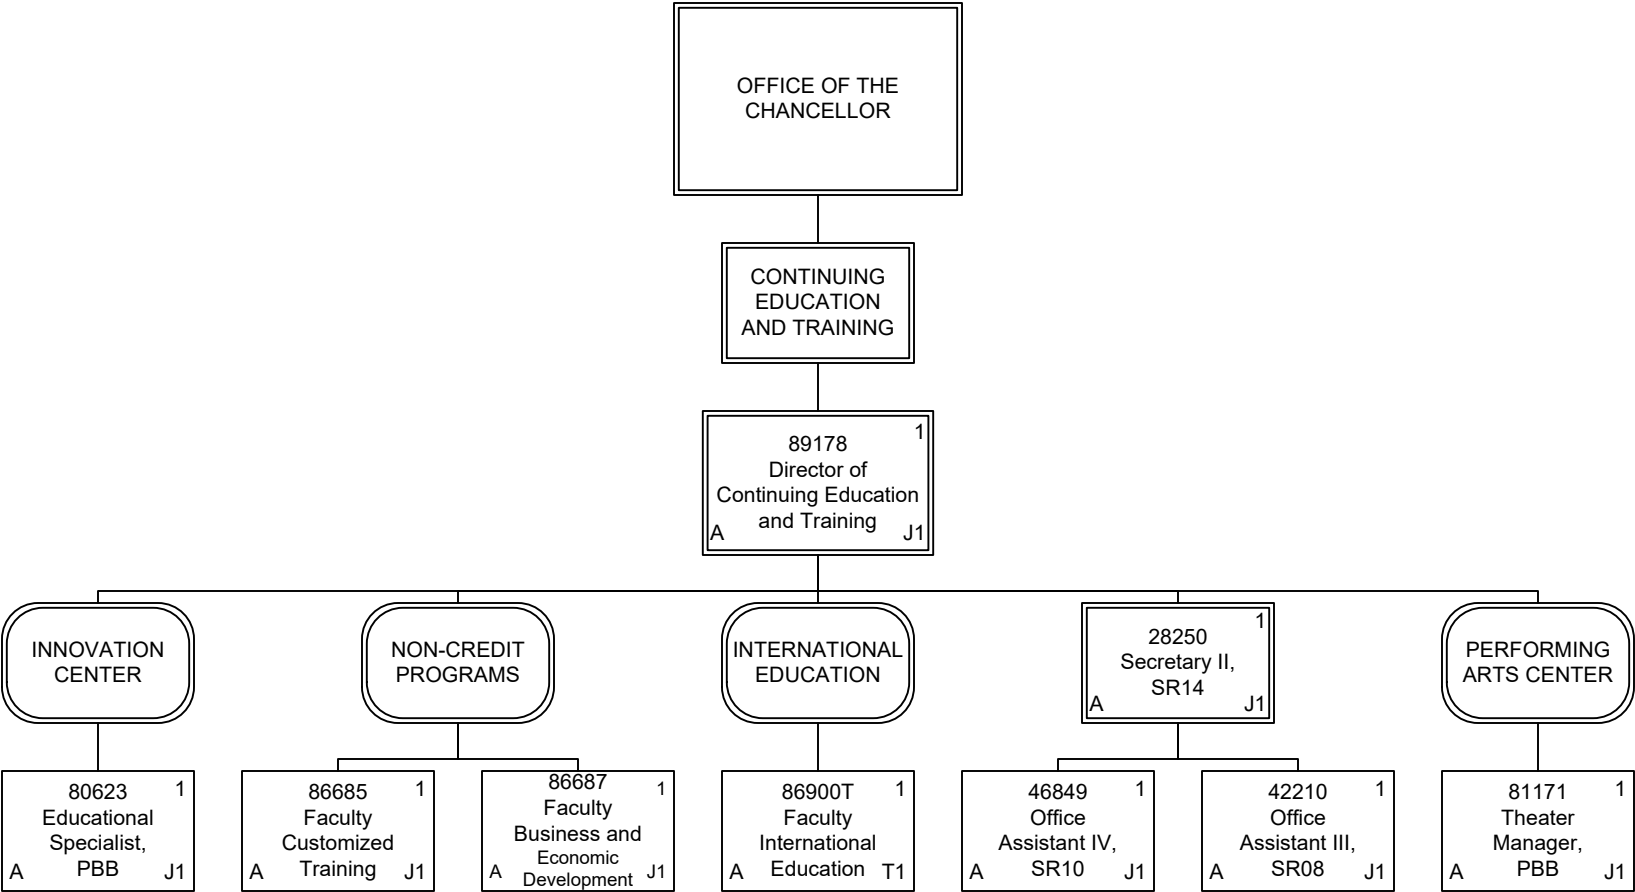 OFFICE OF THE
CHANCELLOR
CONTINUING
EDUCATION
AND TRAINING
1
89178
Director of
Continuing Education
and Training
A J1
INNOVATION
CENTER
NON-CREDIT
PROGRAMS
INTERNATIONAL
EDUCATION
1
28250
Secretary II,
SR14
A J1
PERFORMING
ARTS CENTER
80623 1
Educational
Specialist,
PBB
A J1
86685 1
Faculty
Customized
Training
A J1
86687 1
Faculty
Business and
Economic
Development
A J1
86900T 1
Faculty
International
Education
A T1
46849 1
Office
Assistant IV,
SR10
A J1
42210 1
Office
Assistant III,
SR08
A J1
81171 1
Theater
Manager,
PBB
A J1